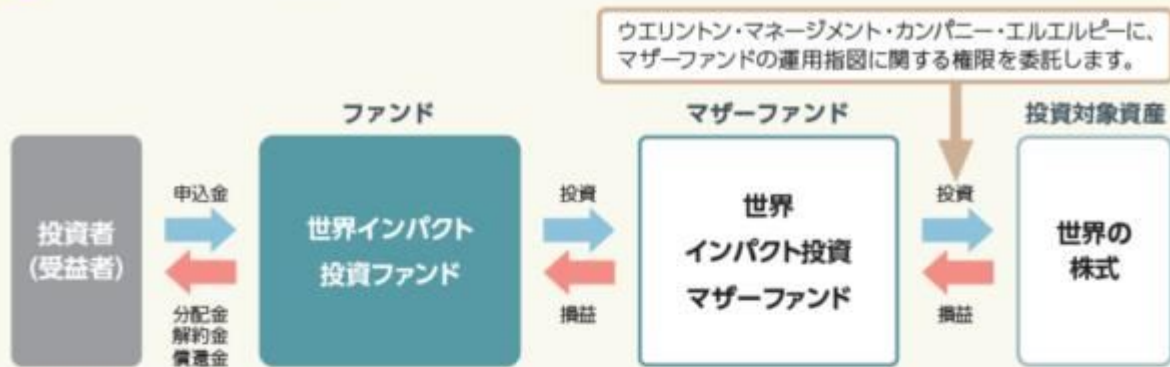 ウエリントン・マネージメント・カンパニー・エルエルピーに、
マザーファンドの運用指図に関する権限を委託します。
ファンド
マザーファンド
投資対象資産
投資者
(受益者)
申込金
分配金
解約金
償還金
世界インパクト
投資ファンド
投資
損益
世界
インパクト投資
マザーファンド
投資
損益
世界の
株式